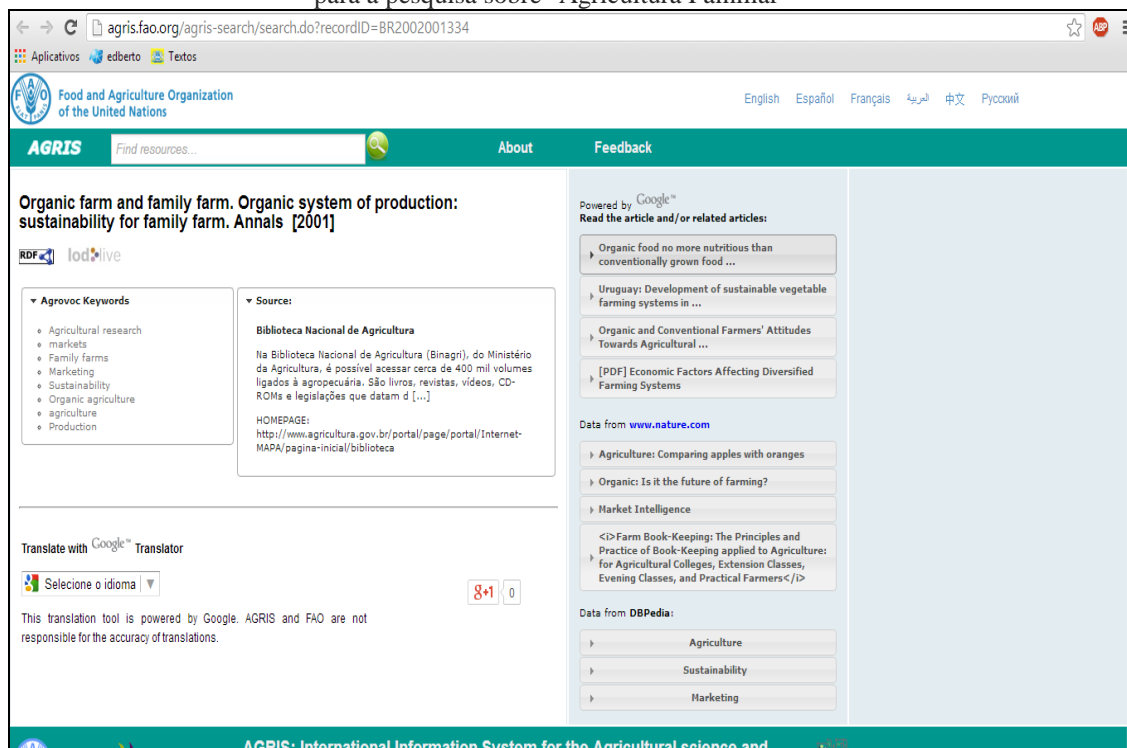 para a pesquisa sobre "Agricultura Familiar"
agris.fao.org/agris-search/search.do?recordID=BR2002001334
ABP
Aplicativos edberto Textos
Food and Agriculture Organization
of the United Nations
English Español Français العربية 中文 Русский
AGRIS Find resources... About Feedback
Organic farm and family farm. Organic system of production:
sustainability for family farm. Annals [2001]
RDF lodlive
Agrovoc Keywords
Agricultural research
markets
Family farms
Marketing
Sustainability
Organic agriculture
agriculture
Production
Source:
Biblioteca Nacional de Agricultura
Na Biblioteca Nacional de Agricultura (Binagri), do Ministério
da Agricultura, é possível acessar cerca de 400 mil volumes
ligados à agropecuária. São livros, revistas, vídeos, CD-
ROMs e legislações que datam d [...]
HOMEPAGE:
http://www.agricultura.gov.br/portal/page/portal/Internet-
MAPA/pagina-inicial/biblioteca
Translate with Google™ Translator
Selecione o idioma ▼
g+1 0
This translation tool is powered by Google. AGRIS and FAO are not
responsible for the accuracy of translations.
Powered by Google™
Read the article and/or related articles:
Organic food no more nutritious than
conventionally grown food ...
Uruguay: Development of sustainable vegetable
farming systems in ...
Organic and Conventional Farmers' Attitudes
Towards Agricultural ...
[PDF] Economic Factors Affecting Diversified
Farming Systems
Data from www.nature.com
Agriculture: Comparing apples with oranges
Organic: Is it the future of farming?
Market Intelligence
<i>Farm Book-Keeping: The Principles and
Practice of Book-Keeping applied to Agriculture:
for Agricultural Colleges, Extension Classes,
Evening Classes, and Practical Farmers</i>
Data from DBPedia:
Agriculture
Sustainability
Marketing
AGRIS: International Information System for the Agricultural science and